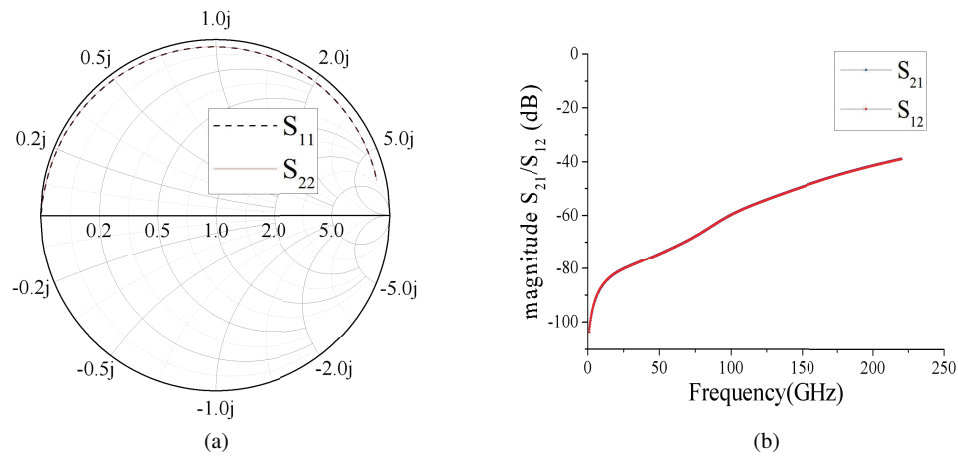 1.0j
0.5j
2.0j
0.2j
5.0j
S11
S22
0.2
0.5
1.0
2.0
5.0
-0.2j
-5.0j
-0.5j
-2.0j
-1.0j
(a)
magnitude S21/S12 (dB)
0
-20
-40
-60
-80
-100
S21
S12
0
50
100
150
200
250
Frequency(GHz)
(b)